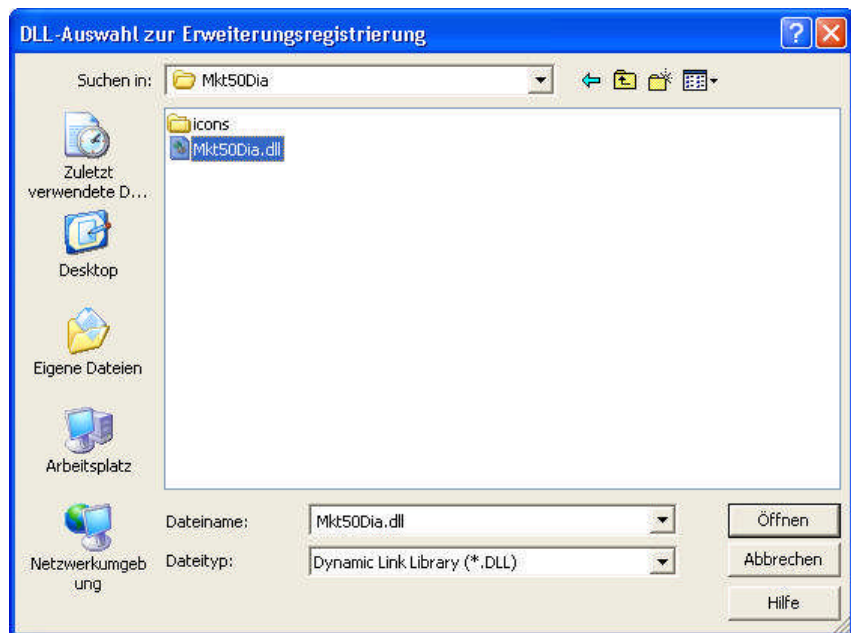 DLL-Auswahl zur Erweiterungsregistrierung
Suchen in: Mkt50Dia
icons
Mkt50Dia.dll
Zuletzt
verwendete D...
Desktop
Eigene Dateien
Arbeitsplatz
Netzwerkumgeb
ung
Dateiname: Mkt50Dia.dll Öffnen
Dateityp: Dynamic Link Library (*.DLL) Abbrechen
Hilfe